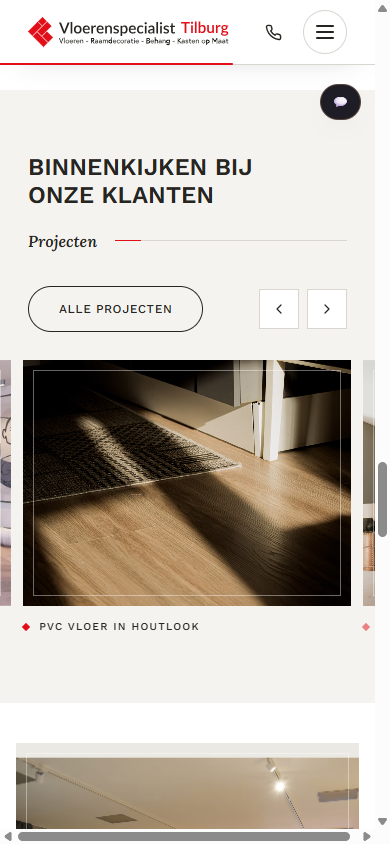 Vloerenspecialist Tilburg
Vloeren - Raamdecoratie - Behang - Kasten op Maat
BINNENKIJKEN BIJ
ONZE KLANTEN
Projecten
ALLE PROJECTEN
PVC VLOER IN HOUTLOOK